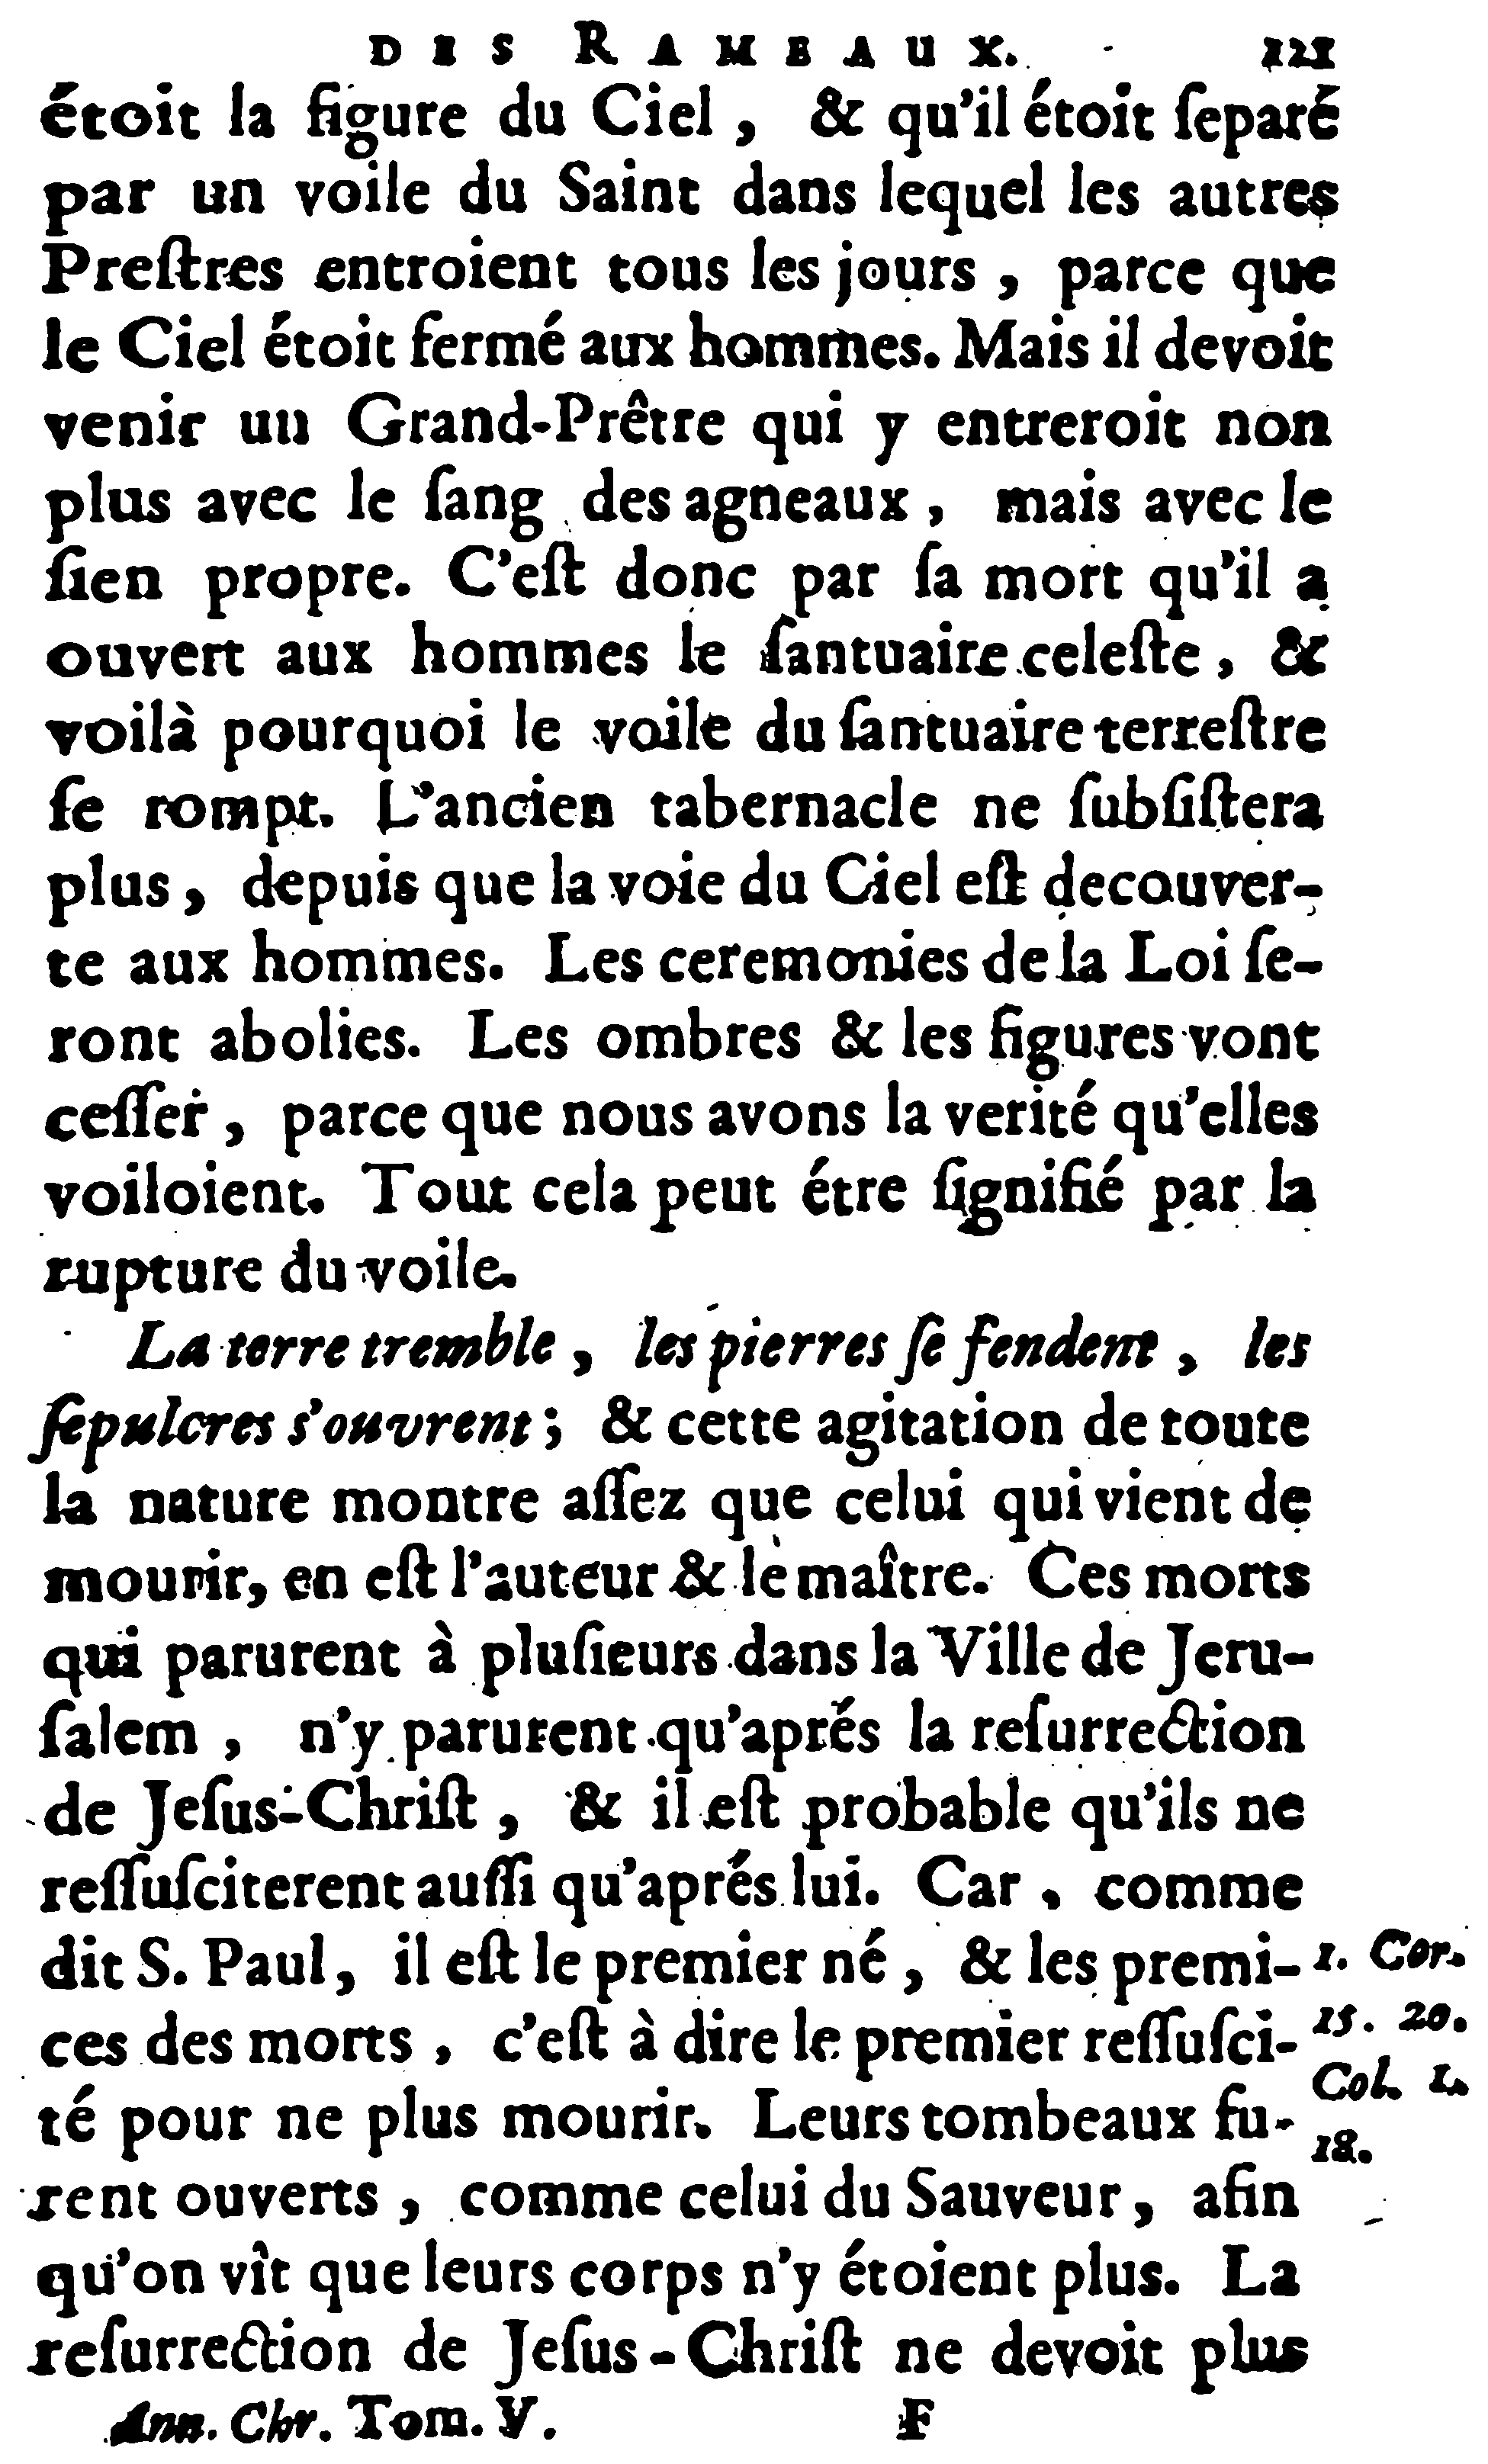 DES RAMEAUX. 121
étoit la figure du Ciel, & qu'il étoit ſeparé
par un voile du Saint dans lequel les autres
Preſtres entroient tous les jours, parce que
le Ciel étoit fermé aux hommes. Mais il devoit
venir un Grand-Prêtre qui y entreroit non
plus avec le ſang des agneaux, mais avec le
ſien propre. C'eſt donc par ſa mort qu'il a
ouvert aux hommes le ſantuaire celeſte, &
voilà pourquoi le voile du ſantuaire terreſtre
ſe rompt. L'ancien tabernacle ne ſubſiſtera
plus, depuis que la voie du Ciel eſt decouver-
te aux hommes. Les ceremonies de la Loi ſe-
ront abolies. Les ombres & les figures vont
ceſſer, parce que nous avons la verité qu'elles
voiloient. Tout cela peut étre ſignifié par la
rupture du voile.
La terre tremble, les pierres ſe fendent, les
ſepulcres s'ouvrent; & cette agitation de toute
la nature montre aſſez que celui qui vient de
mourir, en eſt l'auteur & le maître. Ces morts
qui parurent à pluſieurs dans la Ville de Jeru-
ſalem, n'y parurent qu'aprés la reſurrection
de Jeſus-Chriſt, & il eſt probable qu'ils ne
reſſuſciterent auſſi qu'aprés lui. Car, comme
dit S. Paul, il eſt le premier né, & les premi-
ces des morts, c'eſt à dire le premier reſſuſci-
té pour ne plus mourir. Leurs tombeaux fu-
rent ouverts, comme celui du Sauveur, afin
qu'on vît que leurs corps n'y étoient plus. La
reſurrection de Jeſus-Chriſt ne devoit plus
1. Cor.
15. 20.
Col. 1.
18.
Ann. Chr. Tom. V. F